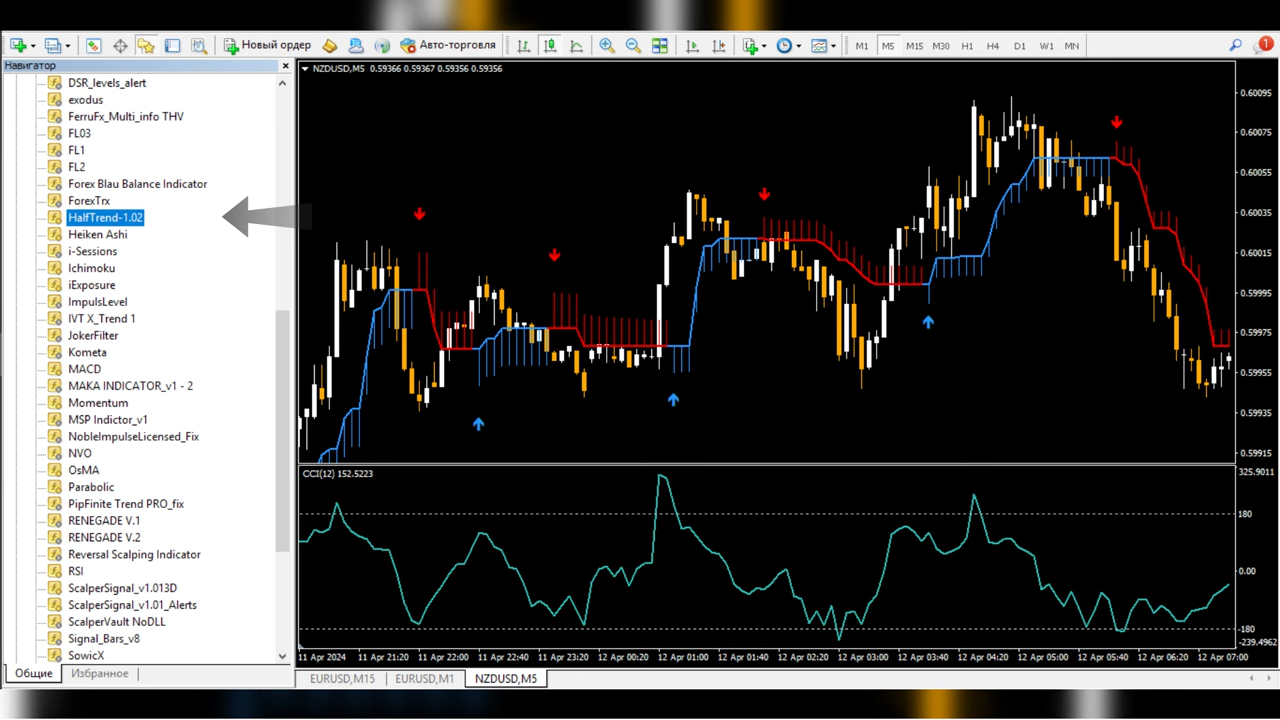 Новый ордер
Авто-торговля
M1 M5 M15 M30 H1 H4 D1 W1 MN
1
Навигатор
DSR_levels_alert
exodus
FerruFx_Multi_info THV
FL03
FL1
FL2
Forex Blau Balance Indicator
ForexTrx
HalfTrend-1.02
Heiken Ashi
i-Sessions
Ichimoku
iExposure
ImpulsLevel
IVT X_Trend 1
JokerFilter
Kometa
MACD
MAKA INDICATOR_v1 - 2
Momentum
MSP Indictor_v1
NobleImpulseLicensed_Fix
NVO
OsMA
Parabolic
PipFinite Trend PRO_fix
RENEGADE V.1
RENEGADE V.2
Reversal Scalping Indicator
RSI
ScalperSignal_v1.013D
ScalperSignal_v1.01_Alerts
ScalperVault NoDLL
Signal_Bars_v8
SowicX
Общие
Избранное
NZDUSD,M5 0.59366 0.59367 0.59356 0.59356
0.60095
0.60075
0.60055
0.60035
0.60015
0.59995
0.59975
0.59955
0.59935
0.59915
CCI(12) 152.5223
325.9011
180
0.00
-180
-239.4962
11 Apr 2024 11 Apr 21:20 11 Apr 22:00 11 Apr 22:40 11 Apr 23:20 12 Apr 00:20 12 Apr 01:00 12 Apr 01:40 12 Apr 02:20 12 Apr 03:00 12 Apr 03:40 12 Apr 04:20 12 Apr 05:00 12 Apr 05:40 12 Apr 06:20 12 Apr 07:00
EURUSD,M15 EURUSD,M1 NZDUSD,M5